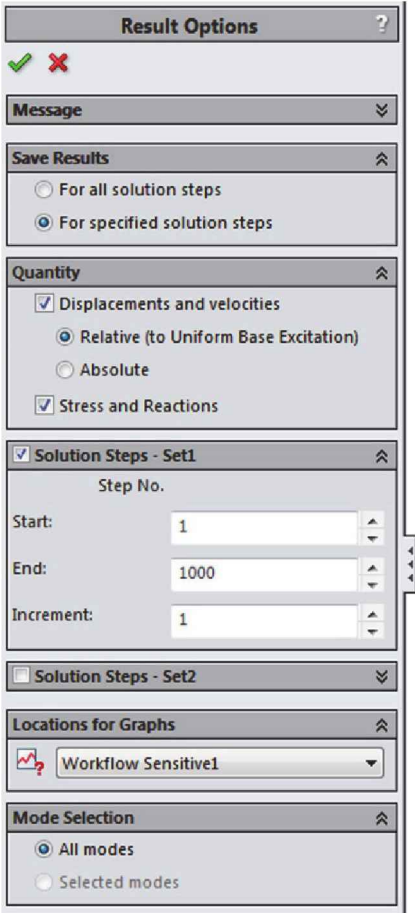 Result Options ?
Message
Save Results
For all solution steps
For specified solution steps
Quantity
Displacements and velocities
Relative (to Uniform Base Excitation)
Absolute
Stress and Reactions
Solution Steps - Set1
Step No.
Start: 1
End: 1000
Increment: 1
Solution Steps - Set2
Locations for Graphs
? Workflow Sensitive1
Mode Selection
All modes
Selected modes